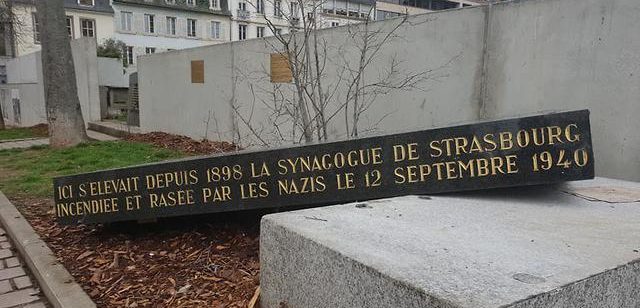 ICI S'ELEVAIT DEPUIS 1898 LA SYNAGOGUE DE STRASBOURG
INCENDIEE ET RASEE PAR LES NAZIS LE 12 SEPTEMBRE 1940